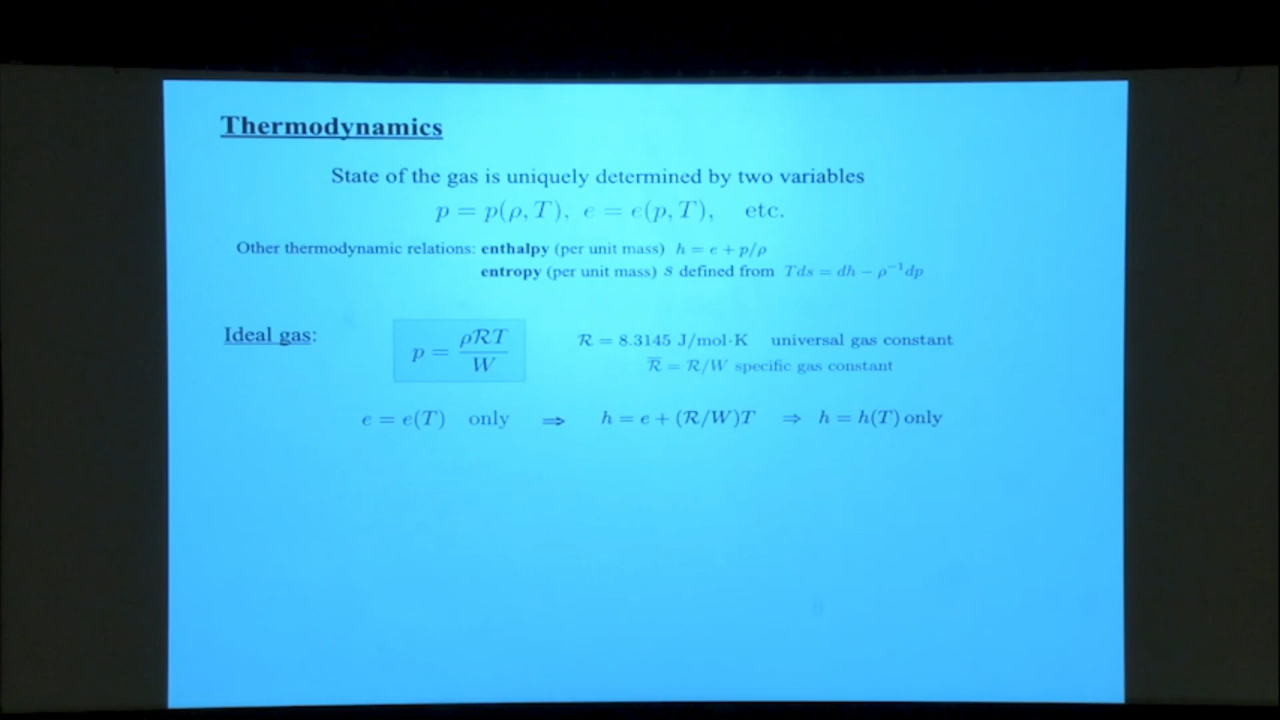 Thermodynamics
State of the gas is uniquely determined by two variables
p = p(ρ, T), e = e(p, T), etc.
Other thermodynamic relations: enthalpy (per unit mass) h = e + p/ρ
entropy (per unit mass) s defined from Tds = dh − ρ⁻¹dp
Ideal gas: p = ρℛT/W ℛ = 8.3145 J/mol·K universal gas constant
ℛ̅ = ℛ/W specific gas constant
e = e(T) only ⇒ h = e + (ℛ/W)T ⇒ h = h(T) only